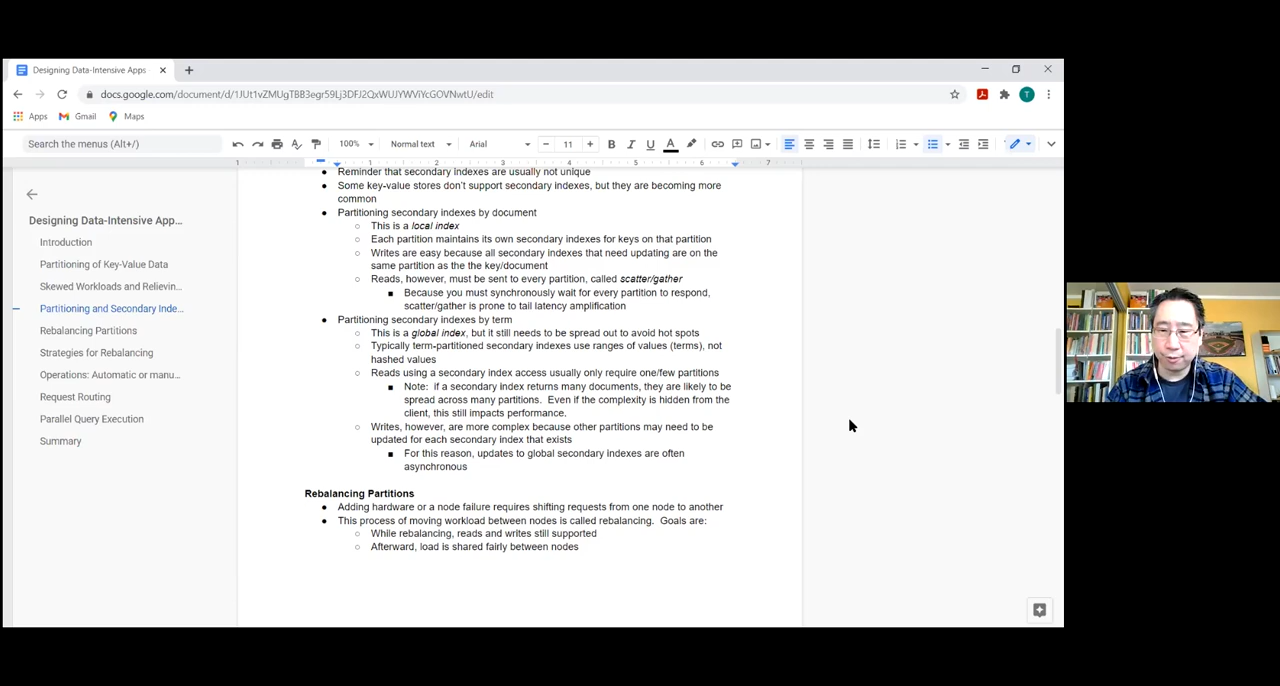 Designing Data-Intensive Apps
docs.google.com/document/d/1JUt1vZMUgTBB3egr59Lj3DFJ2QxWUJYWViYcGOVNwtU/edit
T
Apps Gmail Maps
Search the menus (Alt+/)
100% Normal text Arial 11
1 1 2 3 4 5 6 7
Designing Data-Intensive App...
Introduction
Partitioning of Key-Value Data
Skewed Workloads and Relievin...
Partitioning and Secondary Inde...
Rebalancing Partitions
Strategies for Rebalancing
Operations: Automatic or manu...
Request Routing
Parallel Query Execution
Summary
Reminder that secondary indexes are usually not unique
Some key-value stores don't support secondary indexes, but they are becoming more
common
Partitioning secondary indexes by document
This is a local index
Each partition maintains its own secondary indexes for keys on that partition
Writes are easy because all secondary indexes that need updating are on the
same partition as the the key/document
Reads, however, must be sent to every partition, called scatter/gather
Because you must synchronously wait for every partition to respond,
scatter/gather is prone to tail latency amplification
Partitioning secondary indexes by term
This is a global index, but it still needs to be spread out to avoid hot spots
Typically term-partitioned secondary indexes use ranges of values (terms), not
hashed values
Reads using a secondary index access usually only require one/few partitions
Note: if a secondary index returns many documents, they are likely to be
spread across many partitions. Even if the complexity is hidden from the
client, this still impacts performance.
Writes, however, are more complex because other partitions may need to be
updated for each secondary index that exists
For this reason, updates to global secondary indexes are often
asynchronous
Rebalancing Partitions
Adding hardware or a node failure requires shifting requests from one node to another
This process of moving workload between nodes is called rebalancing. Goals are:
While rebalancing, reads and writes still supported
Afterward, load is shared fairly between nodes